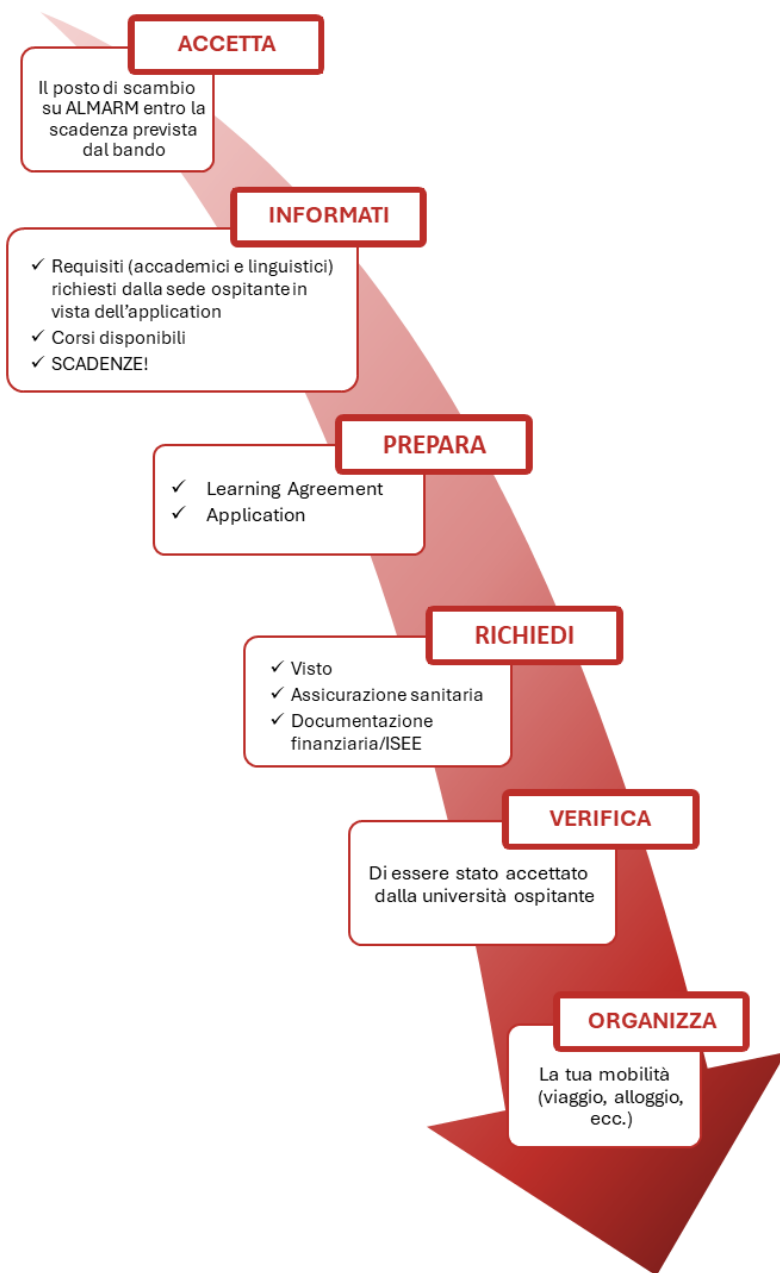 ACCETTA
Il posto di scambio
su ALMARM entro la
scadenza prevista
dal bando
INFORMATI
✓ Requisiti (accademici e linguistici)
richiesti dalla sede ospitante in
vista dell’application
✓ Corsi disponibili
✓ SCADENZE!
PREPARA
✓ Learning Agreement
✓ Application
RICHIEDI
✓ Visto
✓ Assicurazione sanitaria
✓ Documentazione
finanziaria/ISEE
VERIFICA
Di essere stato accettato
dalla università ospitante
ORGANIZZA
La tua mobilità
(viaggio, alloggio,
ecc.)